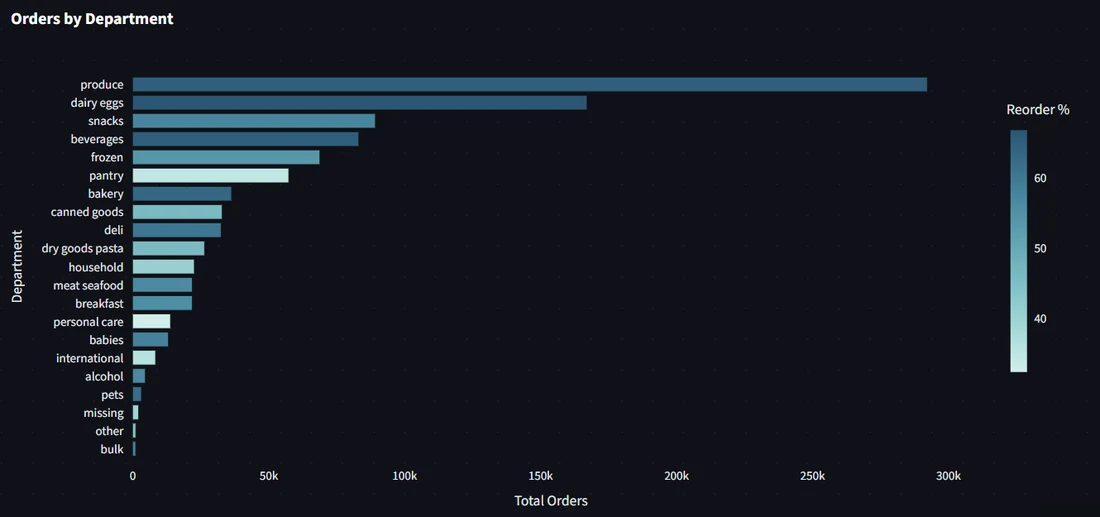 Orders by Department
produce
dairy eggs
snacks
beverages
frozen
pantry
bakery
canned goods
deli
dry goods pasta
household
meat seafood
breakfast
personal care
babies
international
alcohol
pets
missing
other
bulk
Department
0 50k 100k 150k 200k 250k 300k
Total Orders
Reorder %
60
50
40